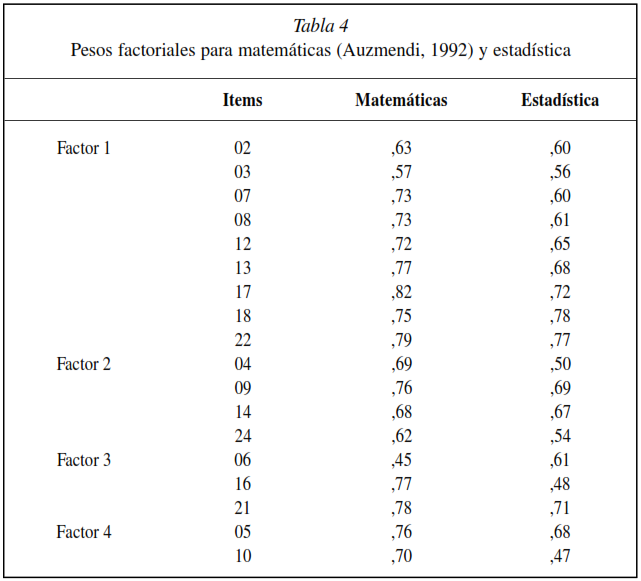 Tabla 4
Pesos factoriales para matemáticas (Auzmendi, 1992) y estadística
Items Matemáticas Estadística
Factor 1 02 ,63 ,60
03 ,57 ,56
07 ,73 ,60
08 ,73 ,61
12 ,72 ,65
13 ,77 ,68
17 ,82 ,72
18 ,75 ,78
22 ,79 ,77
Factor 2 04 ,69 ,50
09 ,76 ,69
14 ,68 ,67
24 ,62 ,54
Factor 3 06 ,45 ,61
16 ,77 ,48
21 ,78 ,71
Factor 4 05 ,76 ,68
10 ,70 ,47